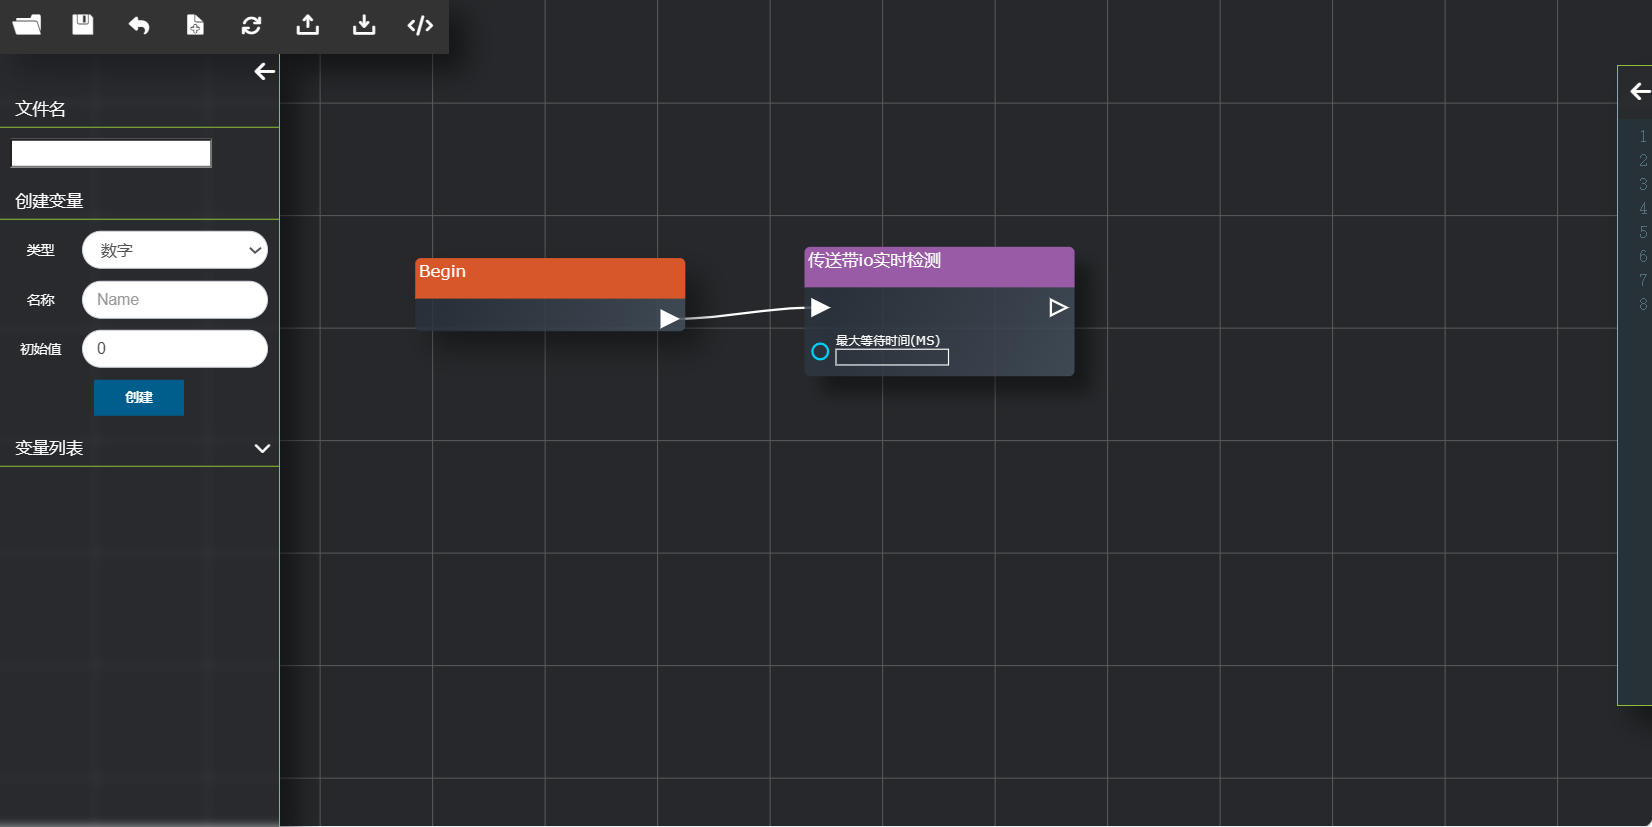 文件名
创建变量
类型 数字
名称 Name
初始值 0
创建
变量列表
Begin
传送带io实时检测
最大等待时间(MS)
1
2
3
4
5
6
7
8